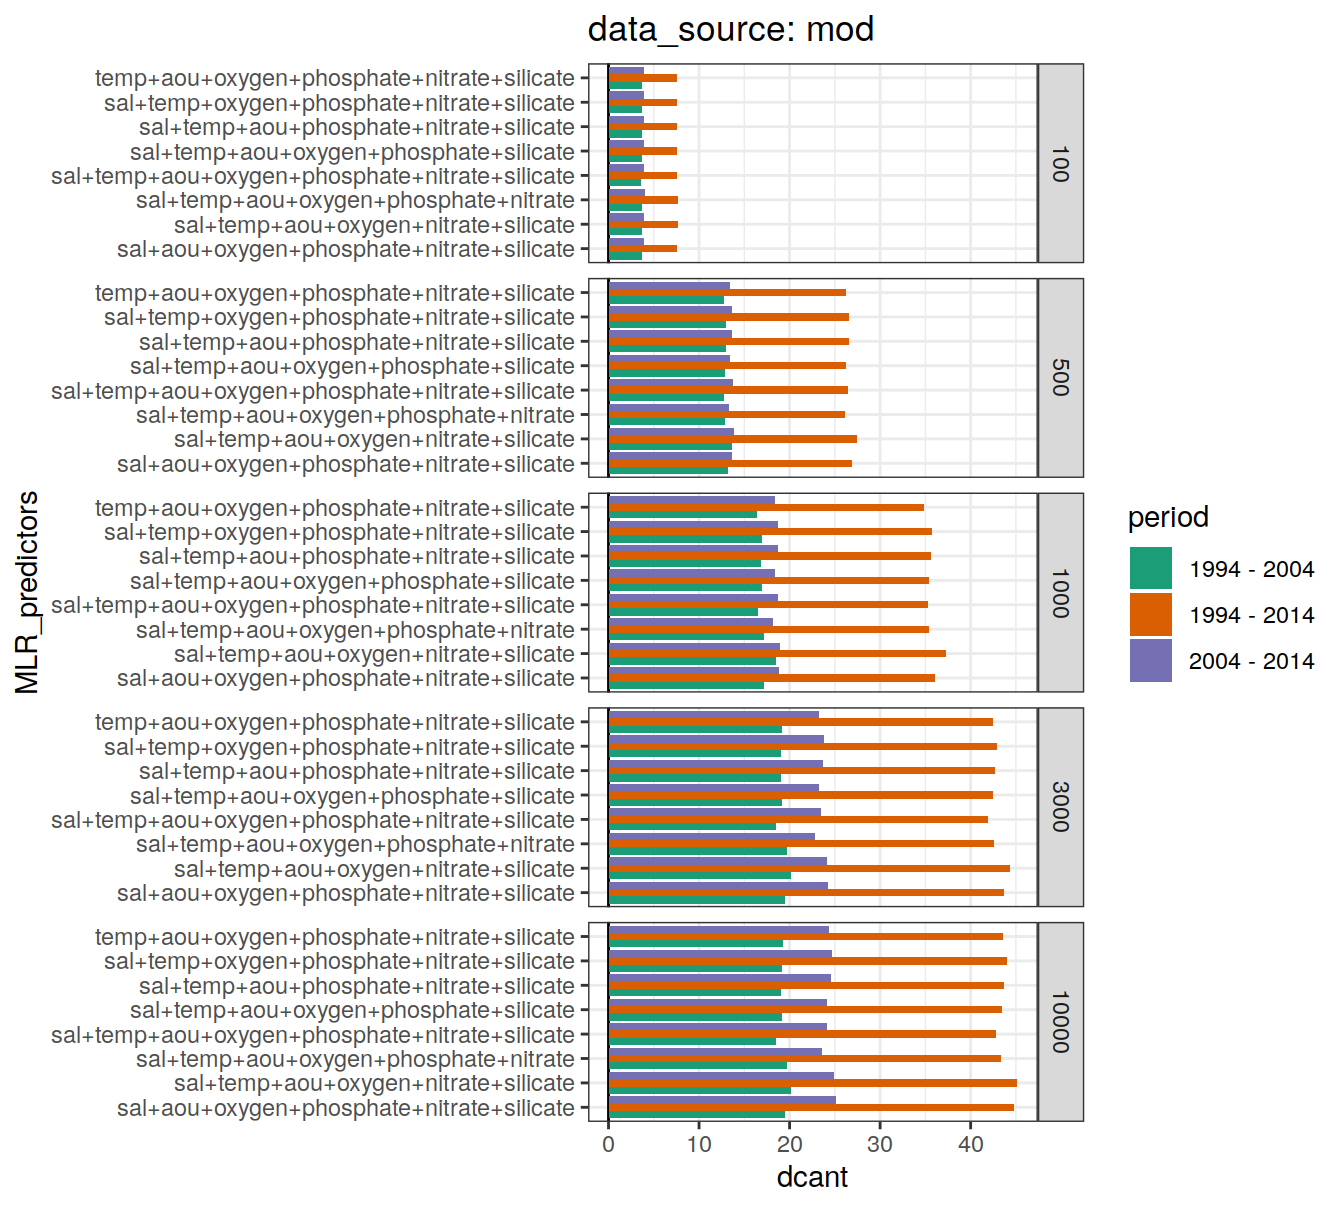 data_source: mod
temp+aou+oxygen+phosphate+nitrate+silicate
sal+temp+oxygen+phosphate+nitrate+silicate
sal+temp+aou+phosphate+nitrate+silicate
sal+temp+aou+oxygen+phosphate+silicate
sal+temp+aou+oxygen+phosphate+nitrate+silicate
sal+temp+aou+oxygen+phosphate+nitrate
sal+temp+aou+oxygen+nitrate+silicate
sal+aou+oxygen+phosphate+nitrate+silicate
100
temp+aou+oxygen+phosphate+nitrate+silicate
sal+temp+oxygen+phosphate+nitrate+silicate
sal+temp+aou+phosphate+nitrate+silicate
sal+temp+aou+oxygen+phosphate+silicate
sal+temp+aou+oxygen+phosphate+nitrate+silicate
sal+temp+aou+oxygen+phosphate+nitrate
sal+temp+aou+oxygen+nitrate+silicate
sal+aou+oxygen+phosphate+nitrate+silicate
500
temp+aou+oxygen+phosphate+nitrate+silicate
sal+temp+oxygen+phosphate+nitrate+silicate
sal+temp+aou+phosphate+nitrate+silicate
sal+temp+aou+oxygen+phosphate+silicate
sal+temp+aou+oxygen+phosphate+nitrate+silicate
sal+temp+aou+oxygen+phosphate+nitrate
sal+temp+aou+oxygen+nitrate+silicate
sal+aou+oxygen+phosphate+nitrate+silicate
1000
temp+aou+oxygen+phosphate+nitrate+silicate
sal+temp+oxygen+phosphate+nitrate+silicate
sal+temp+aou+phosphate+nitrate+silicate
sal+temp+aou+oxygen+phosphate+silicate
sal+temp+aou+oxygen+phosphate+nitrate+silicate
sal+temp+aou+oxygen+phosphate+nitrate
sal+temp+aou+oxygen+nitrate+silicate
sal+aou+oxygen+phosphate+nitrate+silicate
3000
temp+aou+oxygen+phosphate+nitrate+silicate
sal+temp+oxygen+phosphate+nitrate+silicate
sal+temp+aou+phosphate+nitrate+silicate
sal+temp+aou+oxygen+phosphate+silicate
sal+temp+aou+oxygen+phosphate+nitrate+silicate
sal+temp+aou+oxygen+phosphate+nitrate
sal+temp+aou+oxygen+nitrate+silicate
sal+aou+oxygen+phosphate+nitrate+silicate
10000
0 10 20 30 40
dcant
MLR_predictors
period
1994 - 2004
1994 - 2014
2004 - 2014